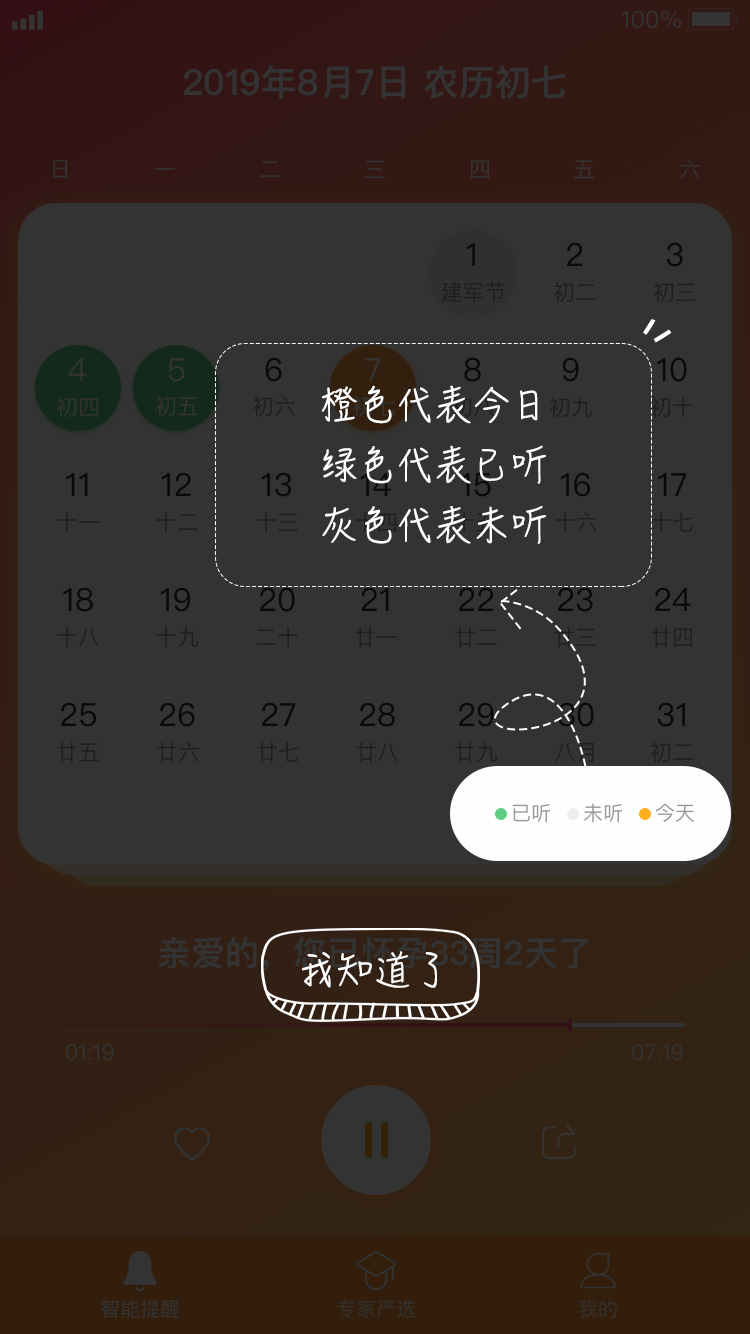 100%
2019年8月7日 农历初七
日 一 二 三 四 五 六
1 2 3
建军节 初二 初三
4 5 6 7 8 9 10
初四 初五 初六 初九 初十
橙色代表今日
绿色代表已听
灰色代表未听
11 12 13 14 15 16 17
十一 十二 十三 十六 十七
18 19 20 21 22 23 24
十八 十九 二十 廿一 廿二 廿三 廿四
25 26 27 28 29 30 31
廿五 廿六 廿七 廿八 廿九 八月 初二
已听 未听 今天
亲爱的，您已怀孕33周2天了
我知道了
01:19 07:19
智能提醒 专家严选 我的